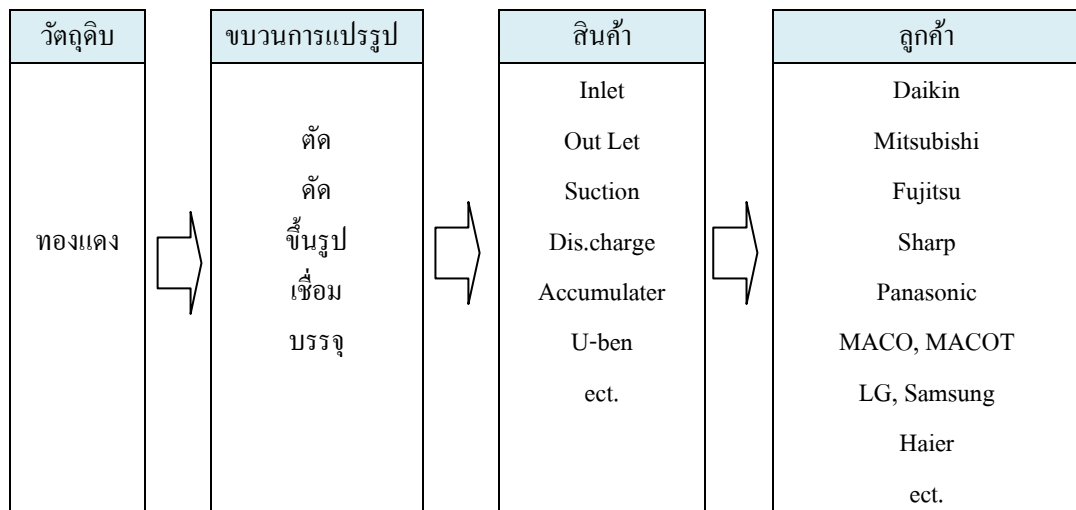 วัตถุดิบ
ทองแดง
ขบวนการแปรรูป
ตัด
ดัด
ขึ้นรูป
เชื่อม
บรรจุ
สินค้า
Inlet
Out Let
Suction
Dis.charge
Accumulater
U-ben
ect.
ลูกค้า
Daikin
Mitsubishi
Fujitsu
Sharp
Panasonic
MACO, MACOT
LG, Samsung
Haier
ect.